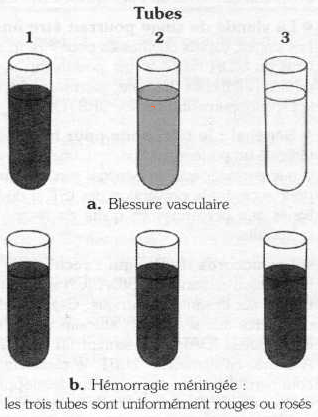 Tubes
1 2 3
a. Blessure vasculaire
b. Hémorragie méningée :
les trois tubes sont uniformément rouges ou rosés